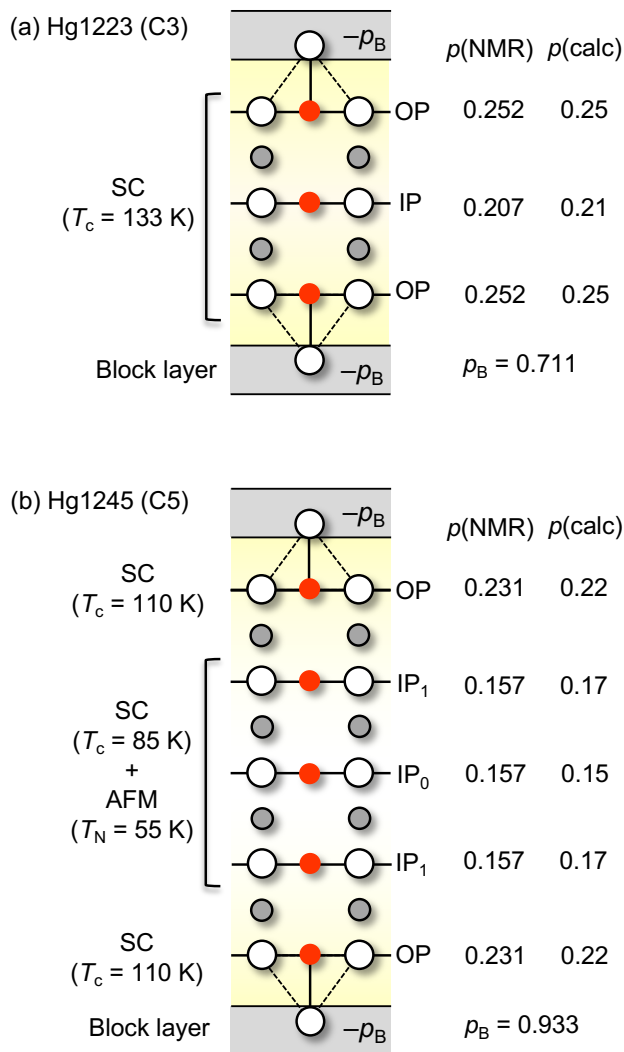 (a) Hg1223 (C3)
−pB
p(NMR) p(calc)
OP 0.252 0.25
SC
(Tc = 133 K)
IP 0.207 0.21
OP 0.252 0.25
Block layer −pB pB = 0.711
(b) Hg1245 (C5)
−pB
p(NMR) p(calc)
SC
(Tc = 110 K)
OP 0.231 0.22
IP1 0.157 0.17
SC
(Tc = 85 K)
+
AFM
(TN = 55 K)
IP0 0.157 0.15
IP1 0.157 0.17
SC
(Tc = 110 K)
OP 0.231 0.22
Block layer −pB pB = 0.933